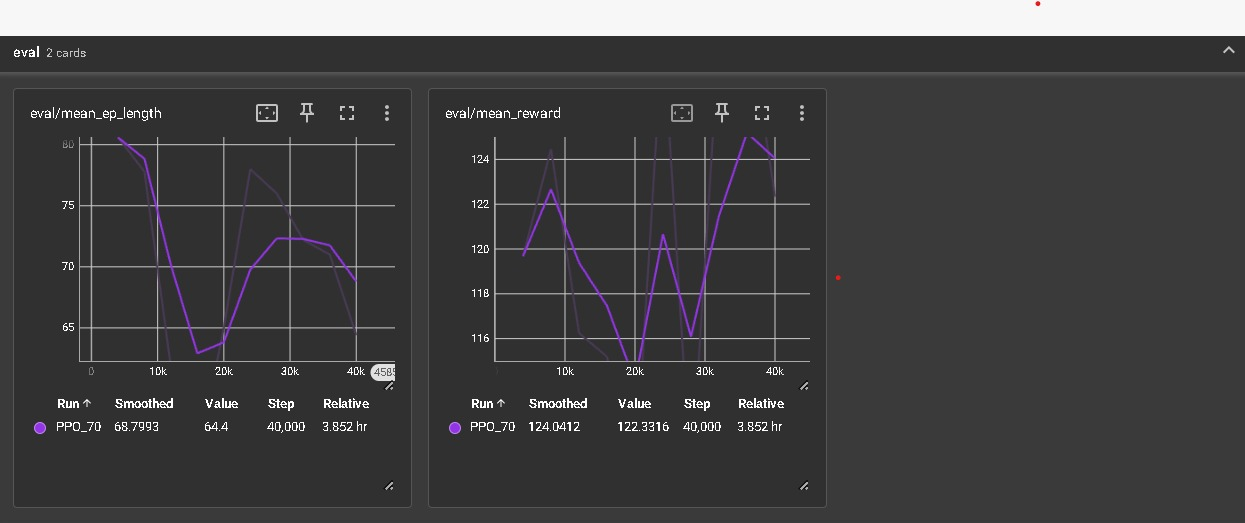 eval 2 cards
eval/mean_ep_length
80
75
70
65
0 10k 20k 30k 40k 4585
Run ↑ Smoothed Value Step Relative
PPO_70 68.7993 64.4 40,000 3.852 hr
eval/mean_reward
124
122
120
118
116
10k 20k 30k 40k
Run ↑ Smoothed Value Step Relative
PPO_70 124.0412 122.3316 40,000 3.852 hr